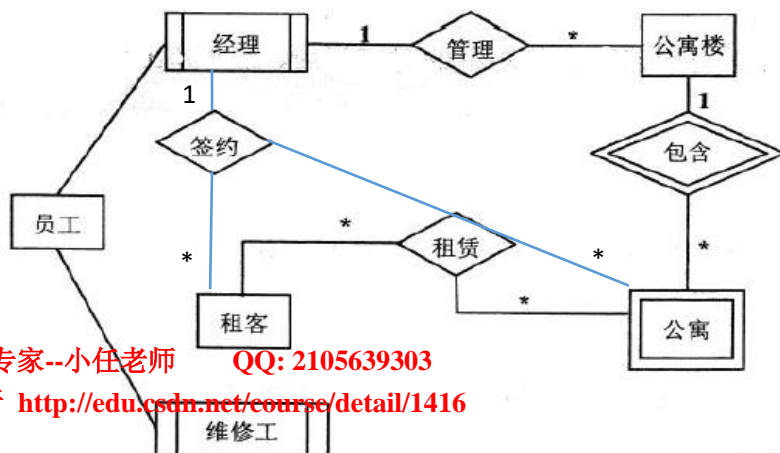 经理
1
管理
*
公寓楼
1
1
签约
包含
员工
*
*
租赁
*
*
*
租客
公寓
专家--小任老师 QQ: 2105639303
http://edu.csdn.net/course/detail/1416
维修工